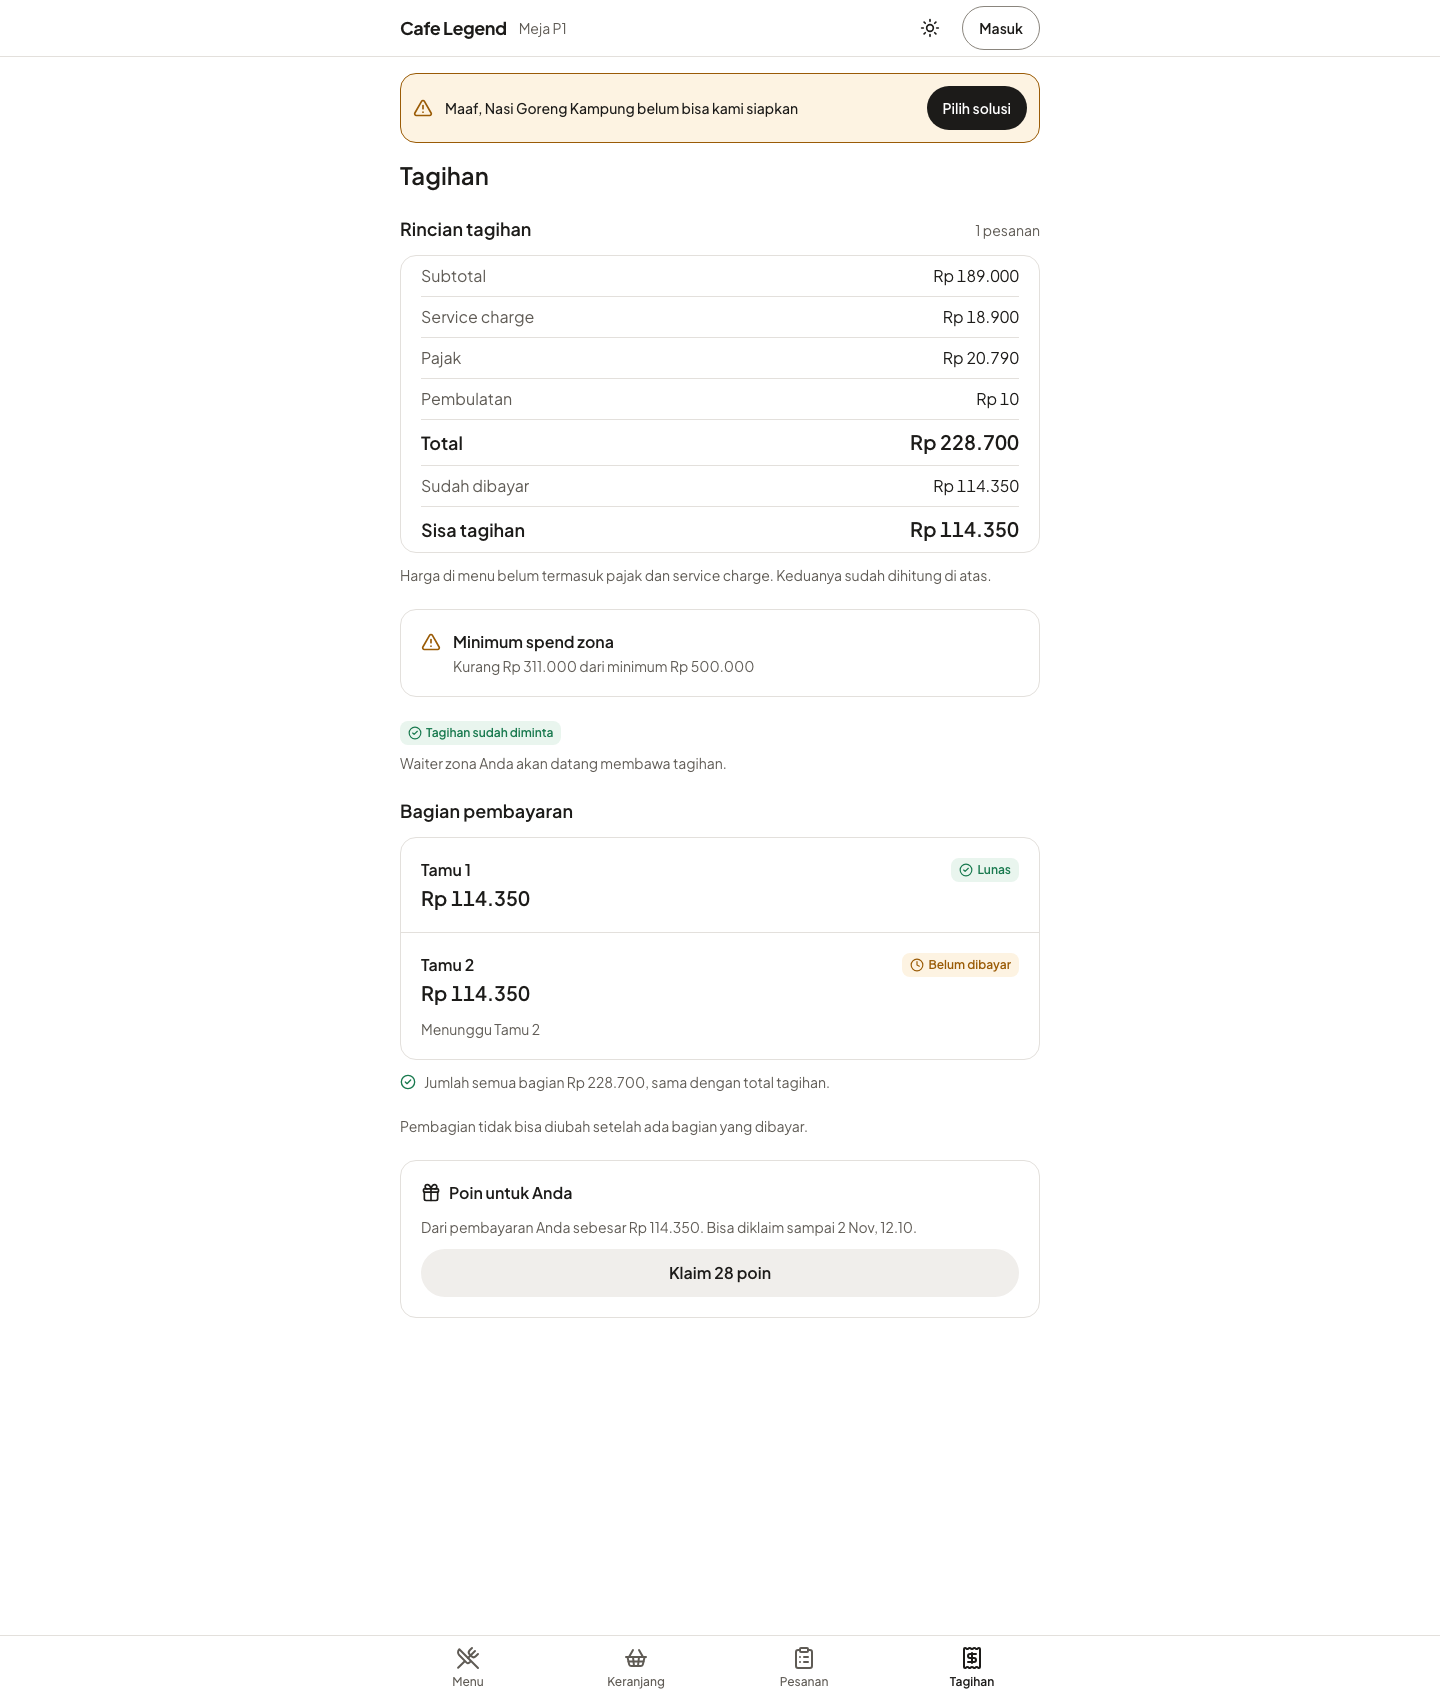 Cafe Legend Meja P1 Masuk
Maaf, Nasi Goreng Kampung belum bisa kami siapkan Pilih solusi
Tagihan
Rincian tagihan 1 pesanan
Subtotal Rp 189.000
Service charge Rp 18.900
Pajak Rp 20.790
Pembulatan Rp 10
Total Rp 228.700
Sudah dibayar Rp 114.350
Sisa tagihan Rp 114.350
Harga di menu belum termasuk pajak dan service charge. Keduanya sudah dihitung di atas.
Minimum spend zona
Kurang Rp 311.000 dari minimum Rp 500.000
Tagihan sudah diminta
Waiter zona Anda akan datang membawa tagihan.
Bagian pembayaran
Tamu 1 Lunas
Rp 114.350
Tamu 2 Belum dibayar
Rp 114.350
Menunggu Tamu 2
Jumlah semua bagian Rp 228.700, sama dengan total tagihan.
Pembagian tidak bisa diubah setelah ada bagian yang dibayar.
Poin untuk Anda
Dari pembayaran Anda sebesar Rp 114.350. Bisa diklaim sampai 2 Nov, 12.10.
Klaim 28 poin
Menu Keranjang Pesanan Tagihan